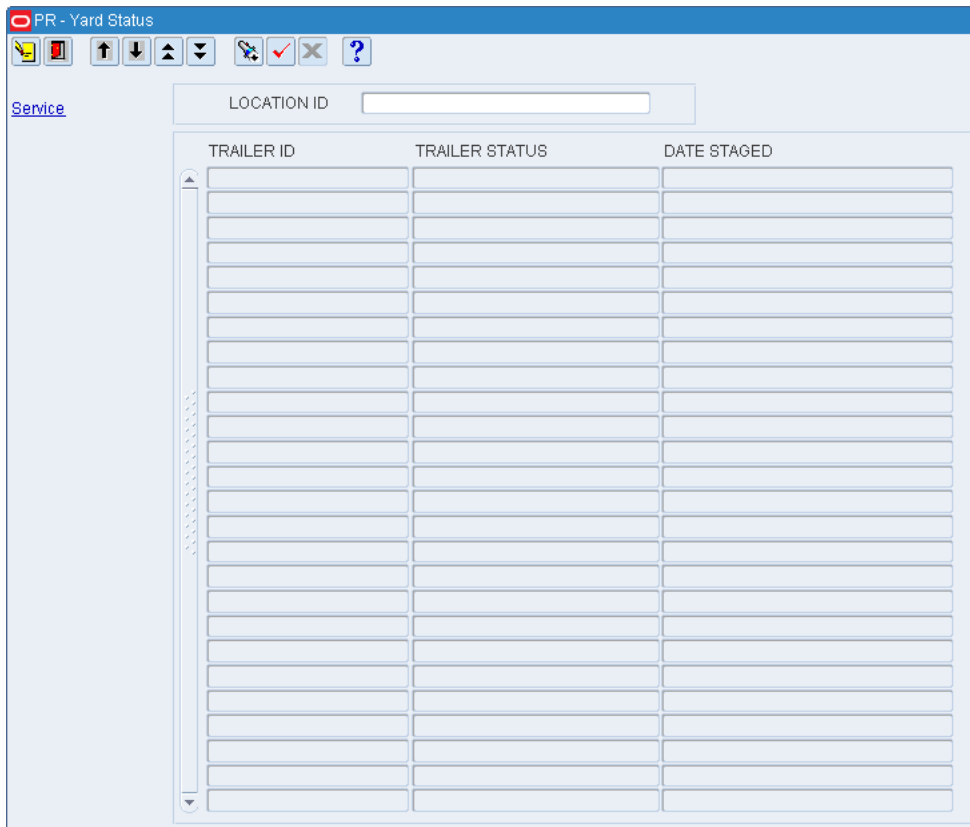 PR - Yard Status
?
Service
LOCATION ID
TRAILER ID TRAILER STATUS DATE STAGED